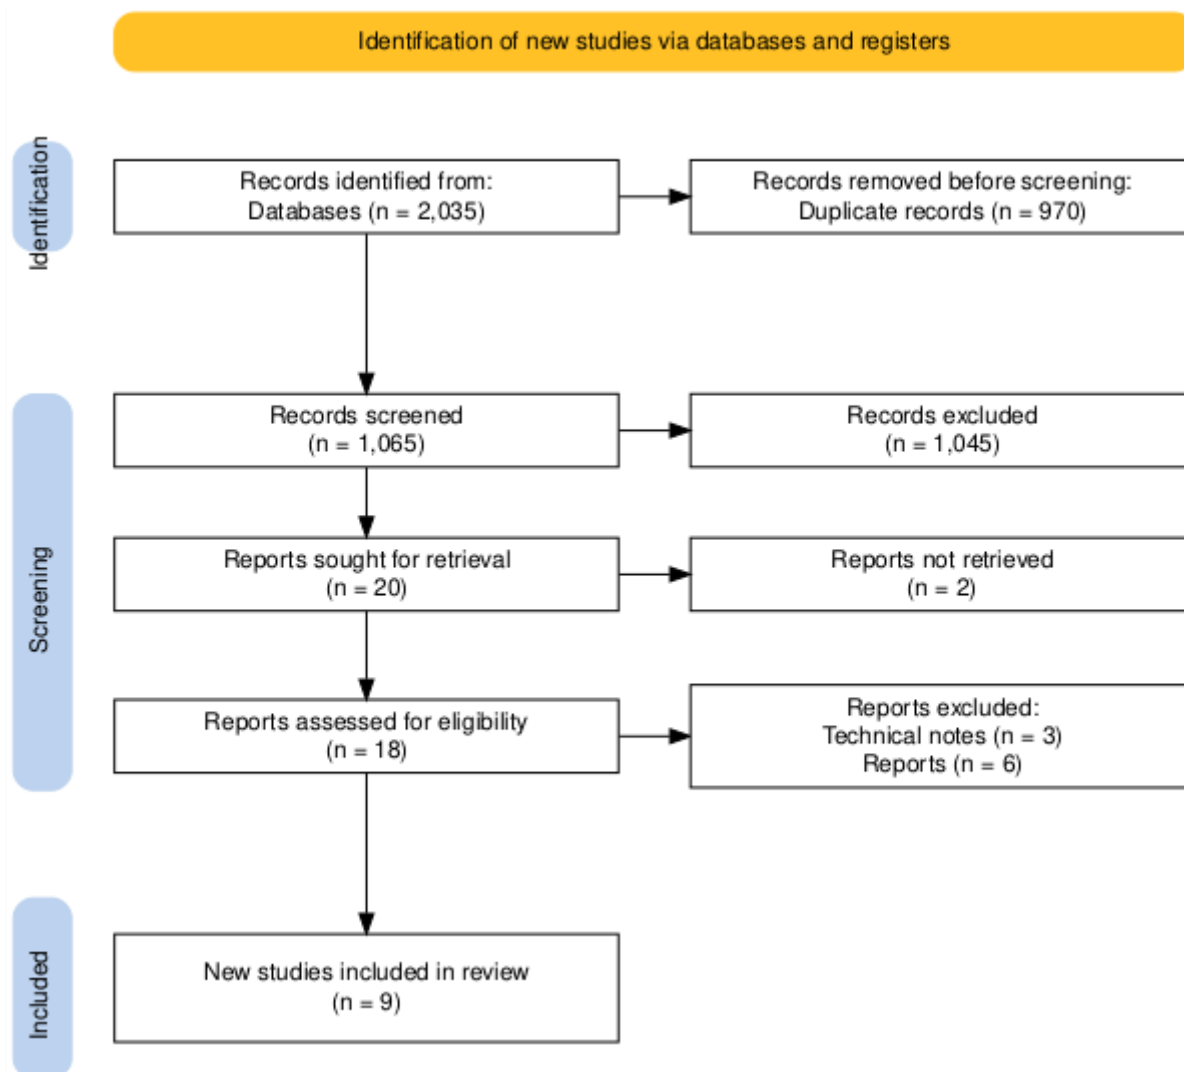 Identification of new studies via databases and registers
Identification
Records identified from:
Databases (n = 2,035)
Records removed before screening:
Duplicate records (n = 970)
Screening
Records screened
(n = 1,065)
Records excluded
(n = 1,045)
Reports sought for retrieval
(n = 20)
Reports not retrieved
(n = 2)
Reports assessed for eligibility
(n = 18)
Reports excluded:
Technical notes (n = 3)
Reports (n = 6)
Included
New studies included in review
(n = 9)